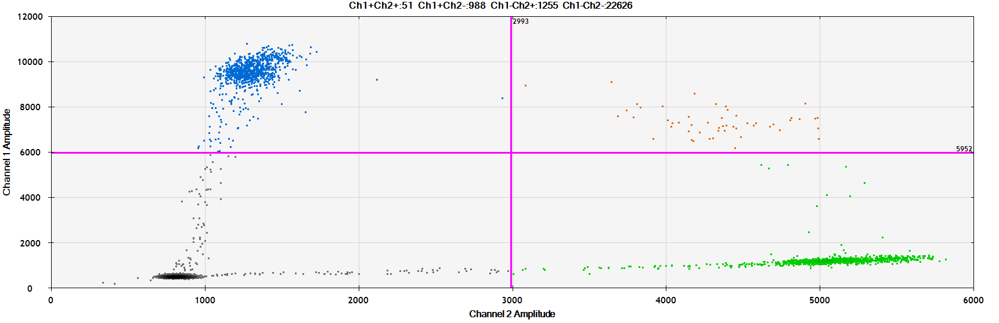 Ch1+Ch2+:51 Ch1+Ch2-:988 Ch1-Ch2+:1255 Ch1-Ch2-:22626
12000
2993
10000
8000
6000
5952
4000
2000
0
Channel 1 Amplitude
0 1000 2000 3000 4000 5000 6000
Channel 2 Amplitude